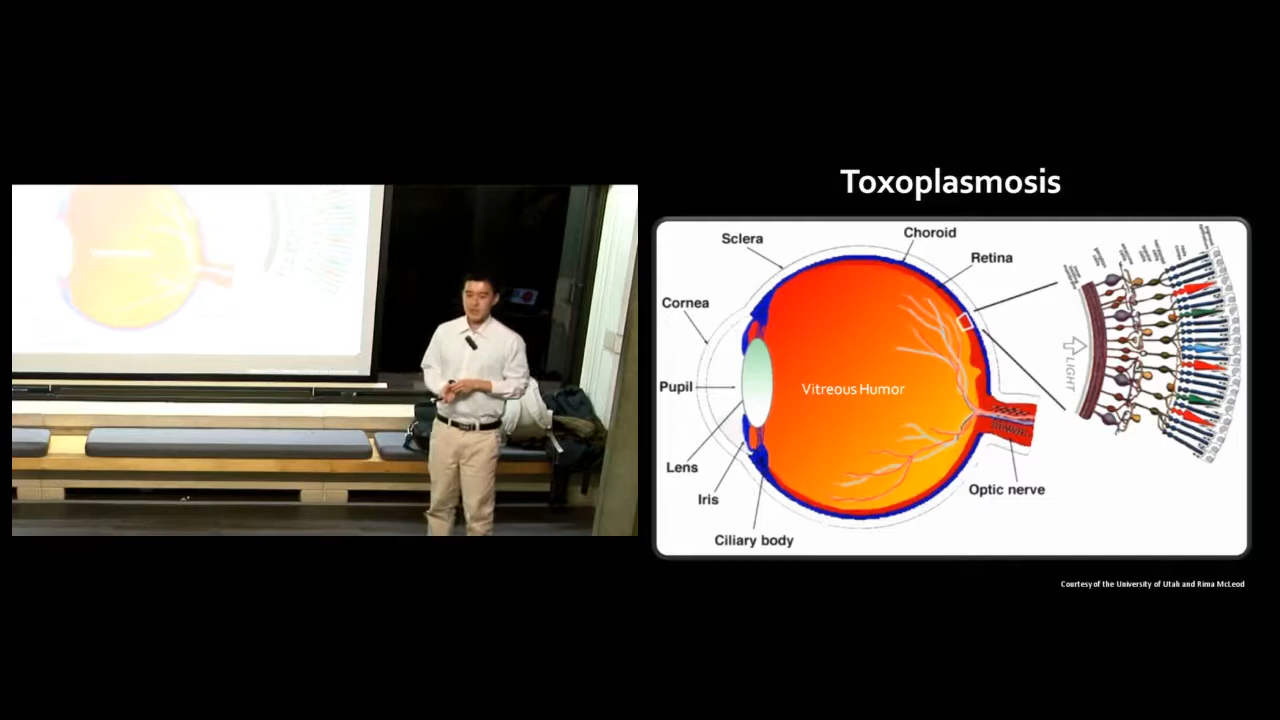 Toxoplasmosis
Sclera
Choroid
Retina
Cornea
Pupil
Vitreous Humor
LIGHT
Lens
Iris
Optic nerve
Ciliary body
Courtesy of the University of Utah and Rima McLeod